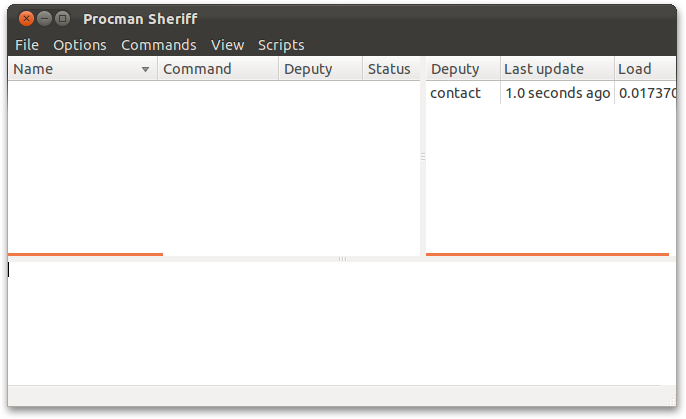 Procman Sheriff
File Options Commands View Scripts
Name Command Deputy Status Deputy Last update Load
contact 1.0 seconds ago 0.017370